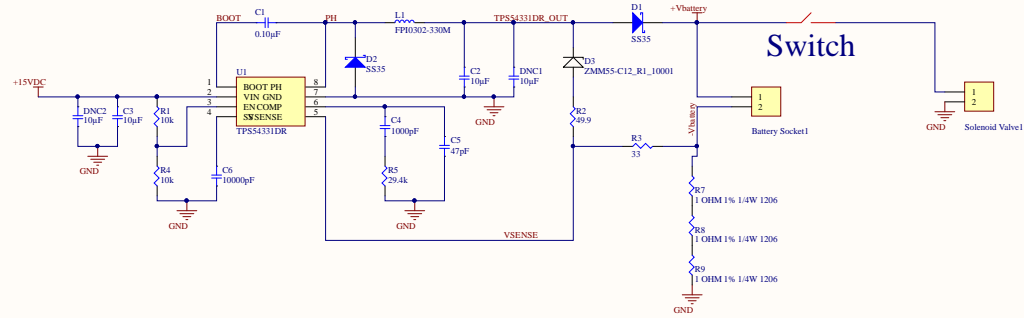 BOOT
C1
0.10µF
PH
L1
FPI0302-330M
TPS54331DR_OUT
D1
SS35
+Vbattery
Switch
D2
SS35
D3
ZMM55-C12_R1_10001
+15VDC
U1
1
2
3
4
BOOT PH
VIN GND
EN COMP
SS VSENSE
8
7
6
5
TPS54331DR
C2
10µF
DNC1
10µF
GND
DNC2
10µF
C3
10µF
R1
10k
GND
R4
10k
C6
10000pF
GND
C4
1000pF
C5
47pF
R5
29.4k
GND
R2
49.9
R3
33
VSENSE
-Vbattery
1
2
Battery Socket1
1
2
GND
Solenoid Valve1
R7
1 OHM 1% 1/4W 1206
R8
1 OHM 1% 1/4W 1206
R9
1 OHM 1% 1/4W 1206
GND